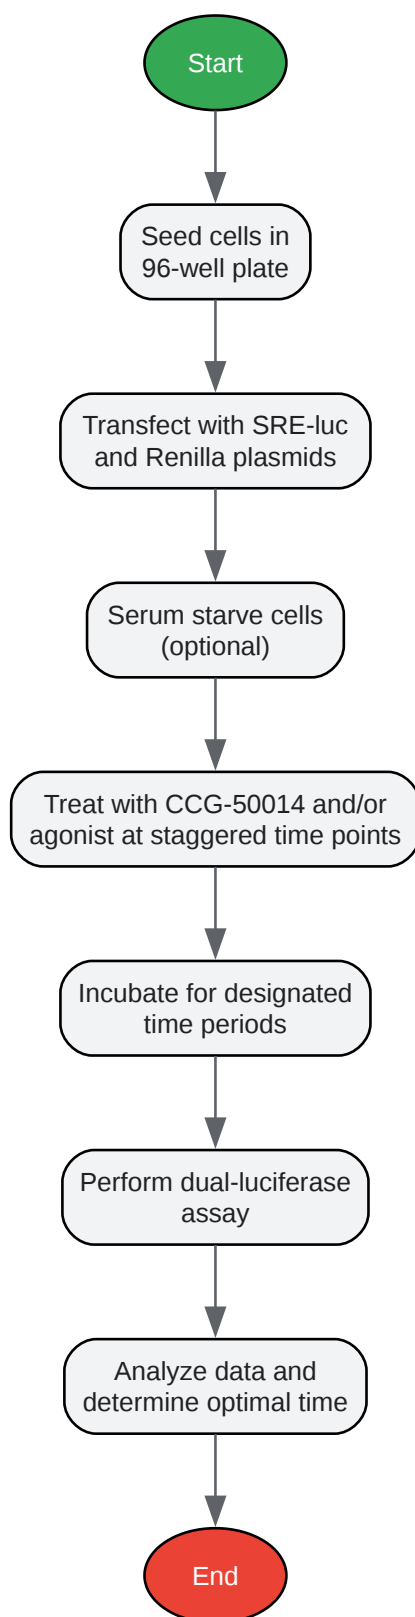 Start
Seed cells in
96-well plate
Transfect with SRE-luc
and Renilla plasmids
Serum starve cells
(optional)
Treat with CCG-50014 and/or
agonist at staggered time points
Incubate for designated
time periods
Perform dual-luciferase
assay
Analyze data and
determine optimal time
End